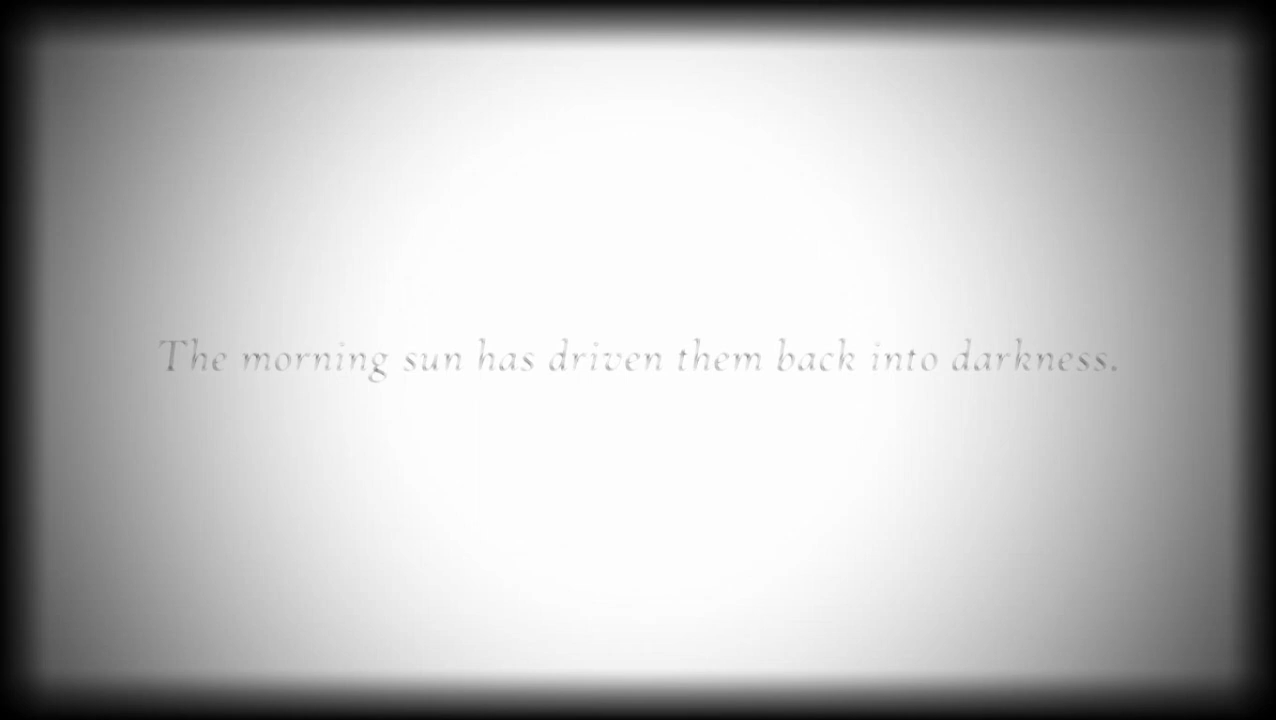 The morning sun has driven them back into darkness.